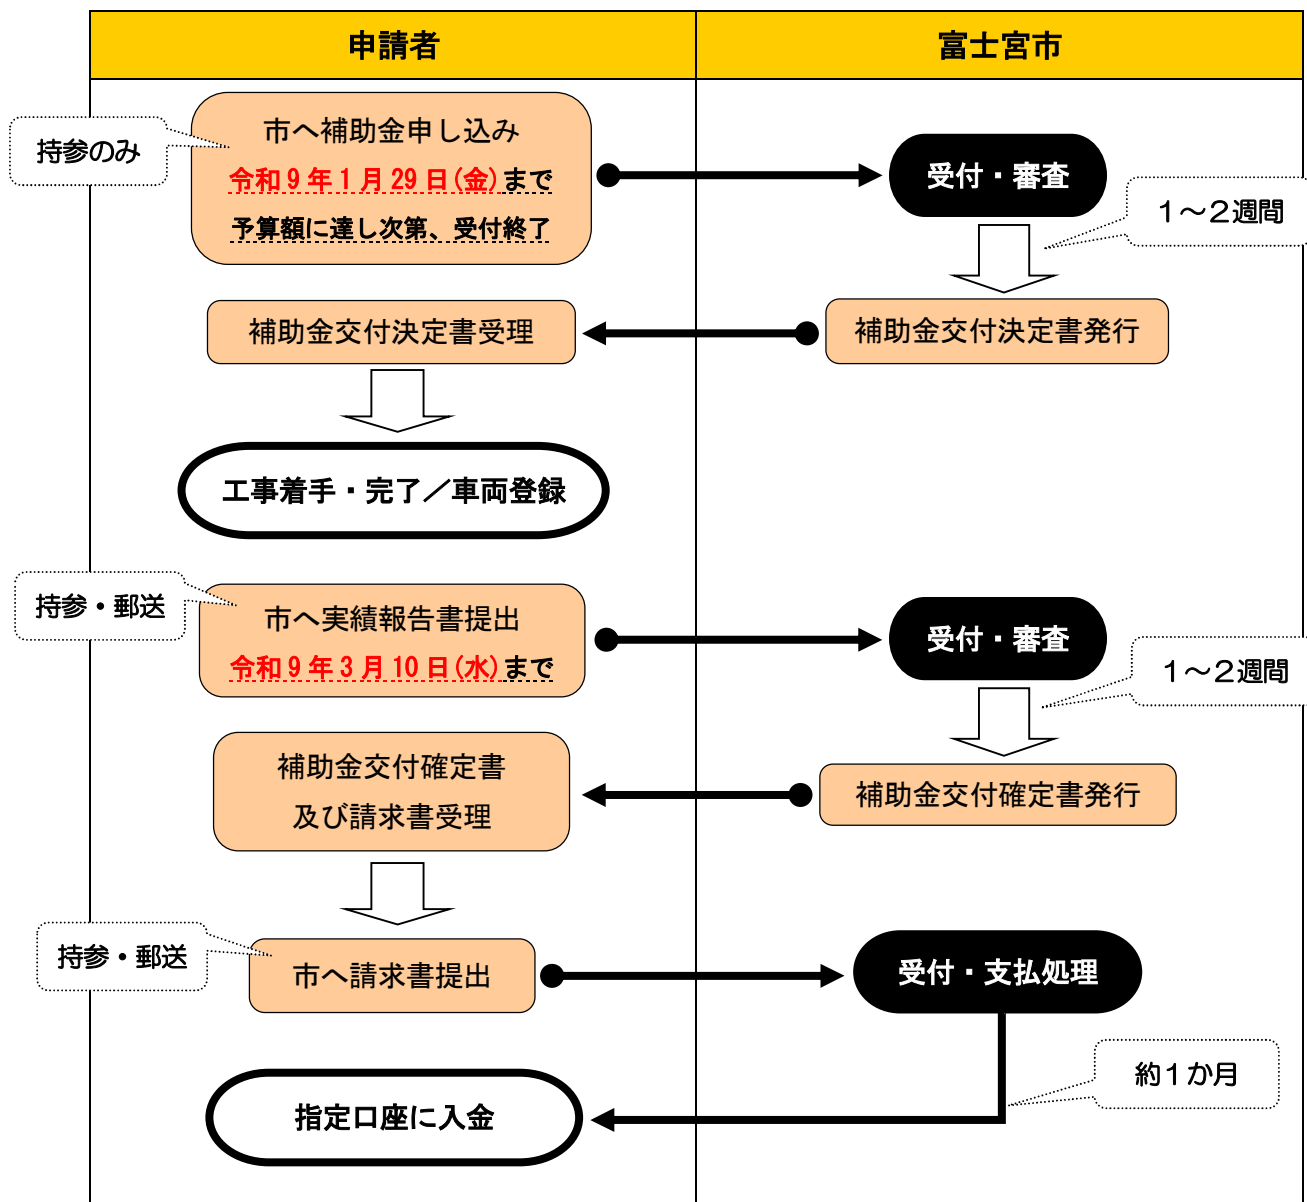 申請者
富士宮市
持参のみ
市へ補助金申し込み
令和９年１月29日(金)まで
予算額に達し次第、受付終了
受付・審査
１～２週間
補助金交付決定書受理
補助金交付決定書発行
工事着手・完了／車両登録
持参・郵送
市へ実績報告書提出
令和９年３月10日(水)まで
受付・審査
１～２週間
補助金交付確定書
及び請求書受理
補助金交付確定書発行
持参・郵送
市へ請求書提出
受付・支払処理
約１か月
指定口座に入金